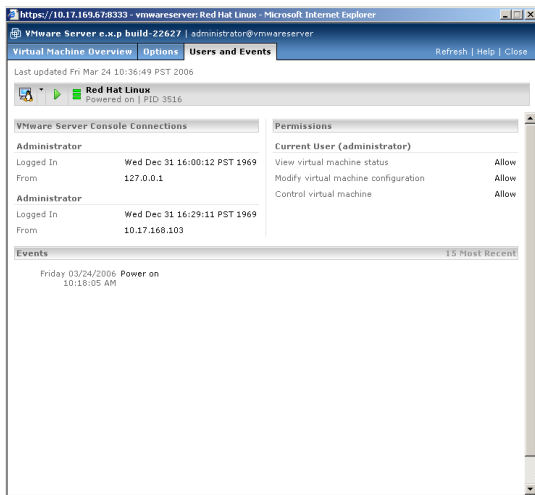 https://10.17.169.67:8333 - vmwareserver: Red Hat Linux - Microsoft Internet Explorer
VMware Server e.x.p build-22627 | administrator@vmwareserver
Virtual Machine Overview Options Users and Events Refresh | Help | Close
Last updated Fri Mar 24 10:36:49 PST 2006
Red Hat Linux
Powered on | PID 3516
VMware Server Console Connections
Administrator
Logged In Wed Dec 31 16:00:12 PST 1969
From 127.0.0.1
Administrator
Logged In Wed Dec 31 16:29:11 PST 1969
From 10.17.168.103
Permissions
Current User (administrator)
View virtual machine status Allow
Modify virtual machine configuration Allow
Control virtual machine Allow
Events 15 Most Recent
Friday 03/24/2006 Power on
10:18:05 AM